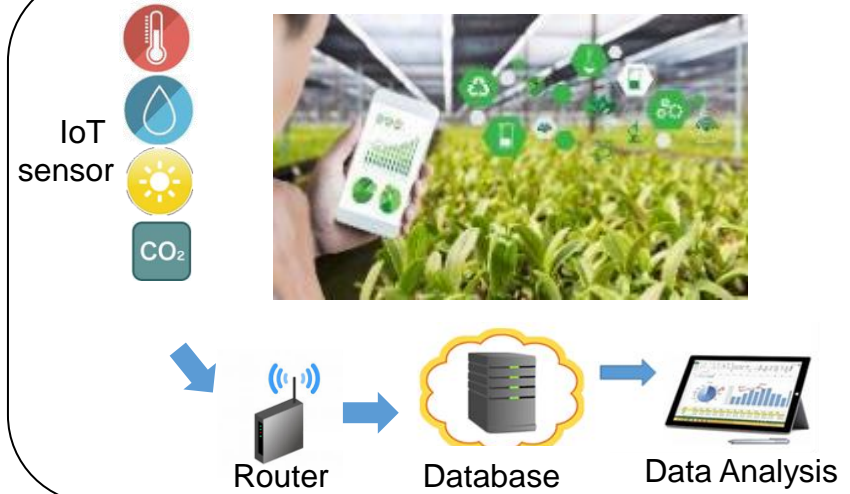 IoT
sensor
CO₂
Router
Database
Data Analysis